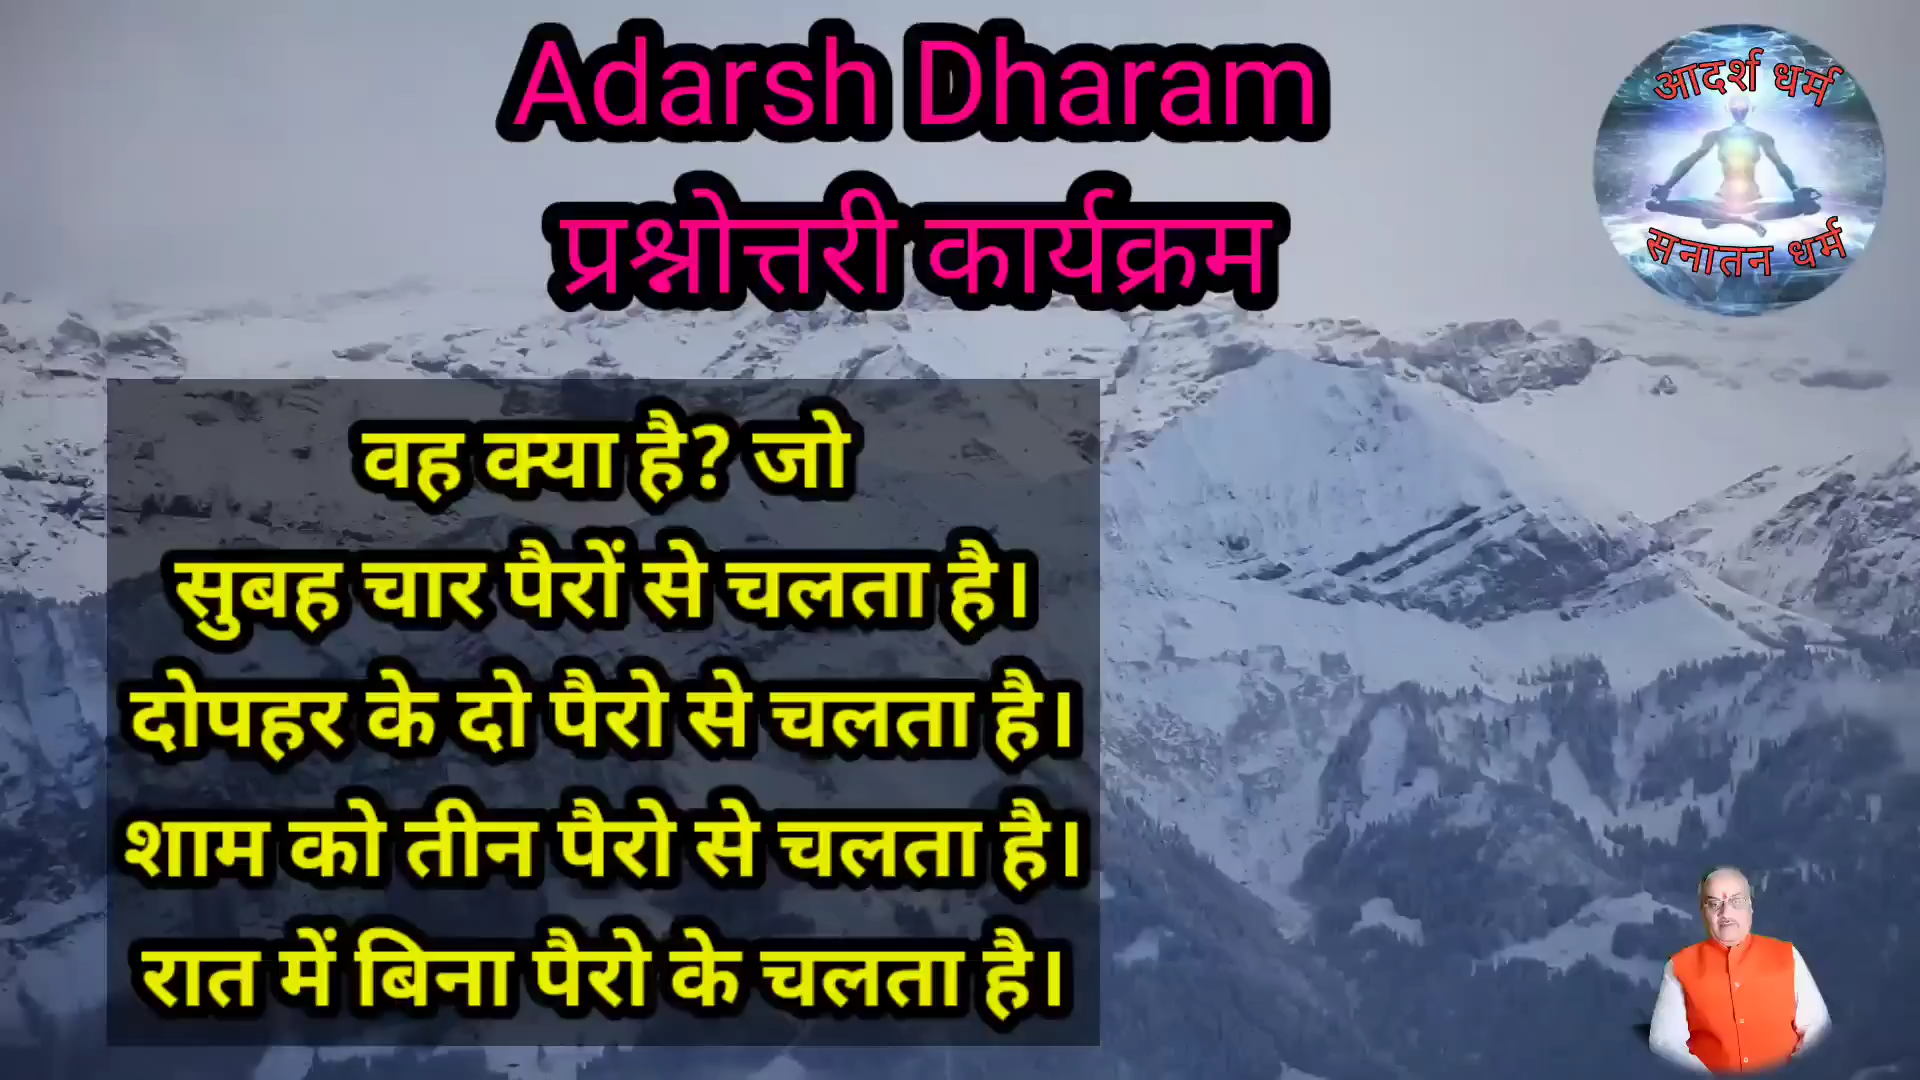 Adarsh Dharam
प्रश्नोत्तरी कार्यक्रम
आदर्श धर्म
सनातन धर्म
वह क्या है? जो
सुबह चार पैरों से चलता है।
दोपहर के दो पैरो से चलता है।
शाम को तीन पैरो से चलता है।
रात में बिना पैरो के चलता है।